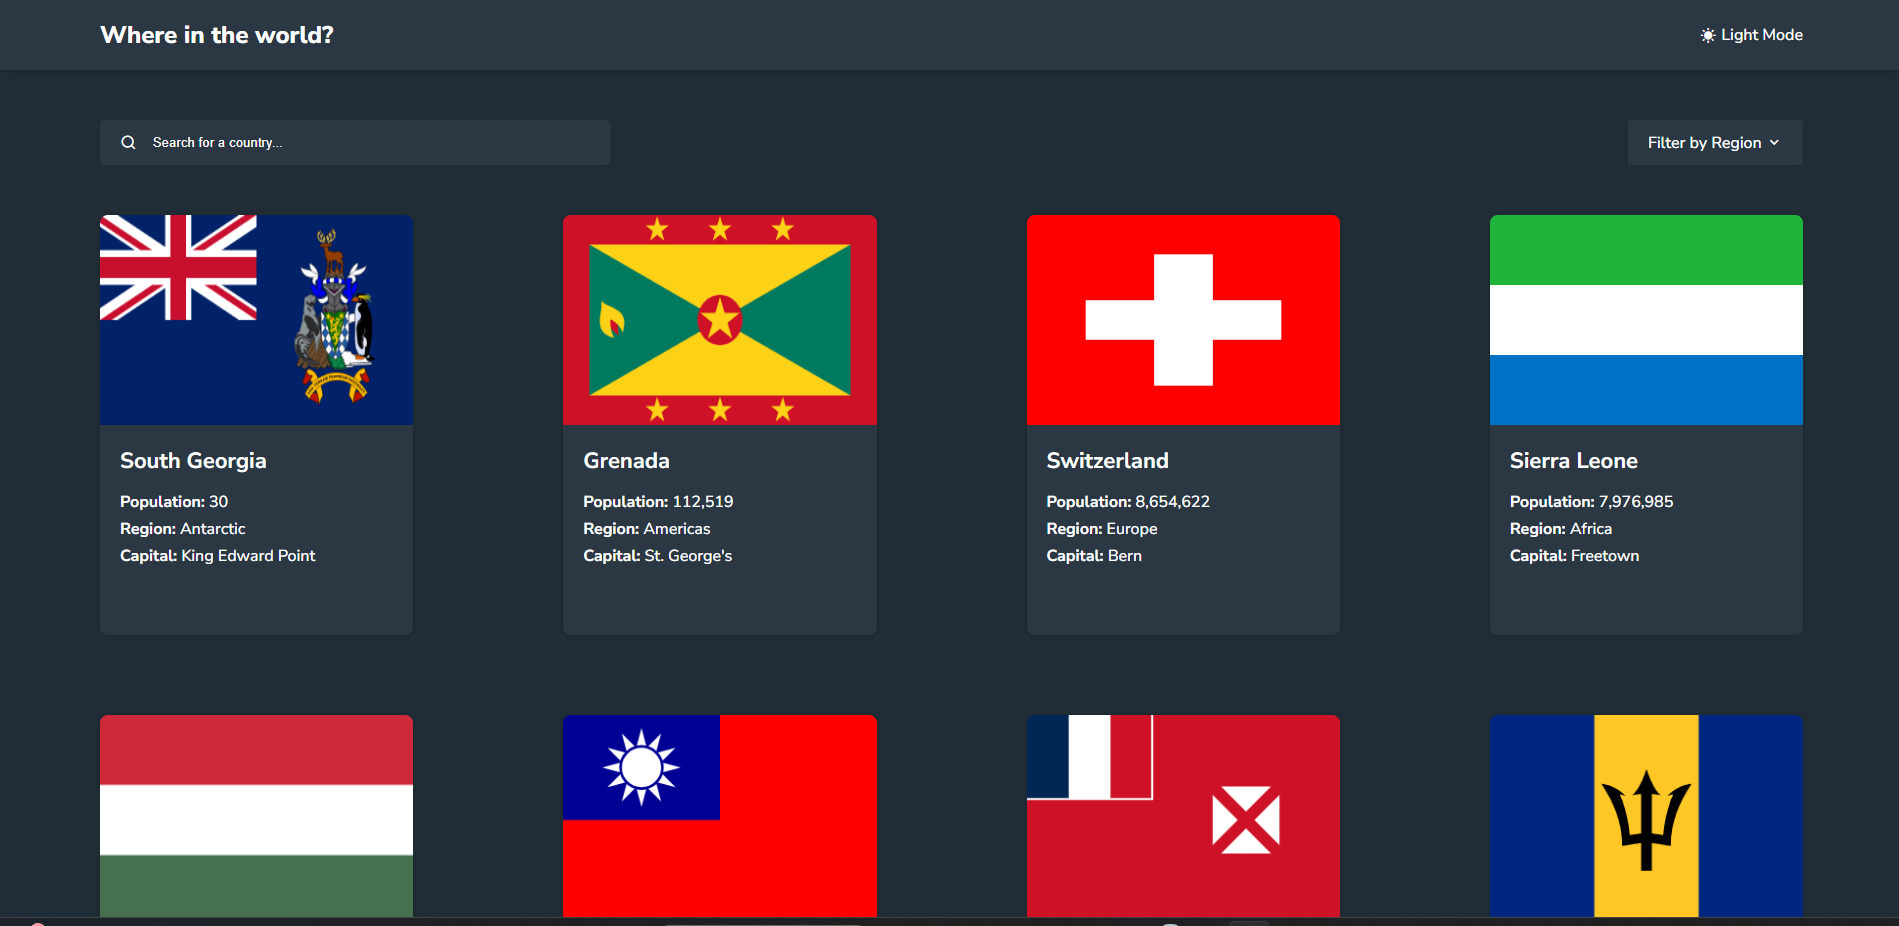 Where in the world?
Light Mode
Search for a country...
Filter by Region
South Georgia
Population: 30
Region: Antarctic
Capital: King Edward Point
Grenada
Population: 112,519
Region: Americas
Capital: St. George's
Switzerland
Population: 8,654,622
Region: Europe
Capital: Bern
Sierra Leone
Population: 7,976,985
Region: Africa
Capital: Freetown